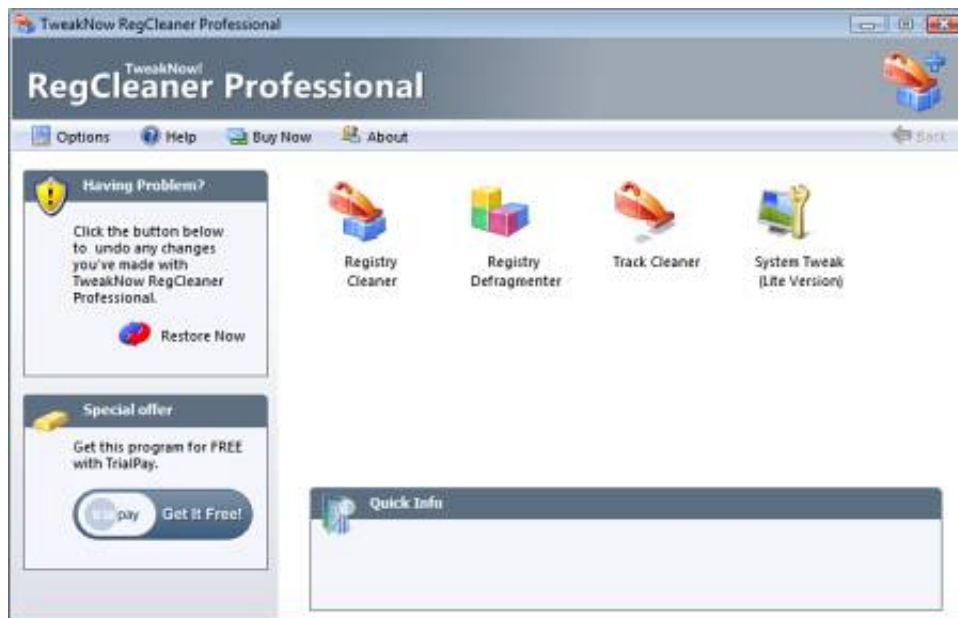 TweakNow RegCleaner Professional
TweakNow!
RegCleaner Professional
Options Help Buy Now About Back
Having Problem?
Click the button below
to undo any changes
you've made with
TweakNow RegCleaner
Professional.
Restore Now
Special offer
Get this program for FREE
with TrialPay.
pay Get It Free!
Registry
Cleaner
Registry
Defragmenter
Track Cleaner
System Tweak
(Lite Version)
Quick Info